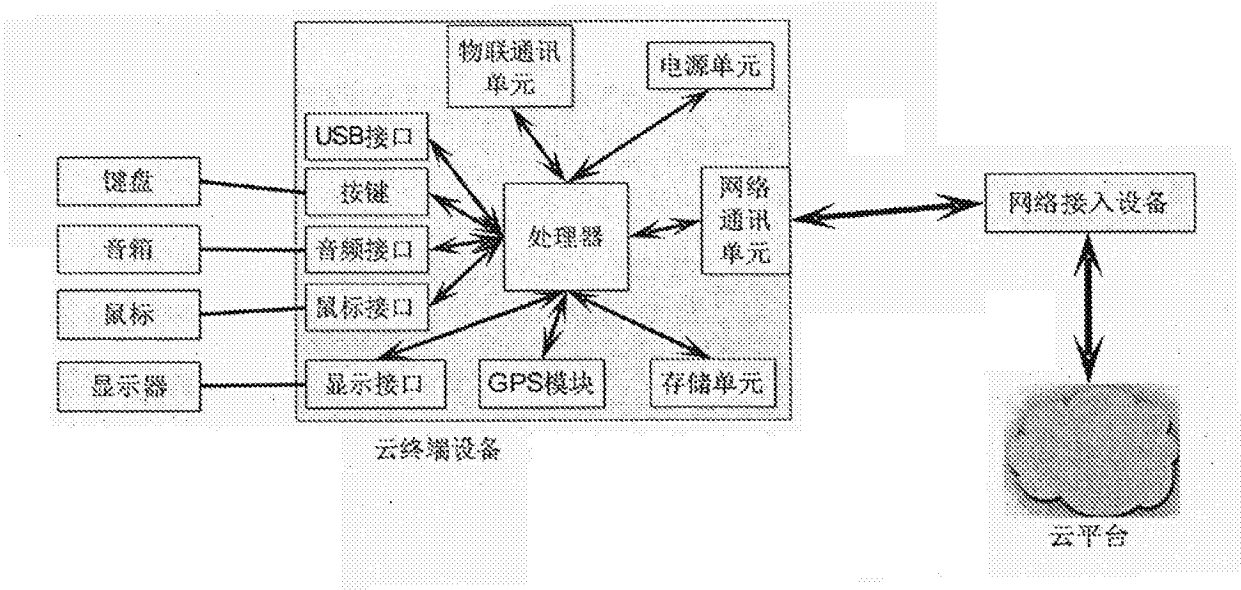 物联通讯
单元
电源单元
USB接口
键盘
按键
网络
通讯
单元
网络接入设备
处理器
音箱
音频接口
鼠标
鼠标接口
显示器
显示接口
GPS模块
存储单元
云终端设备
云平台